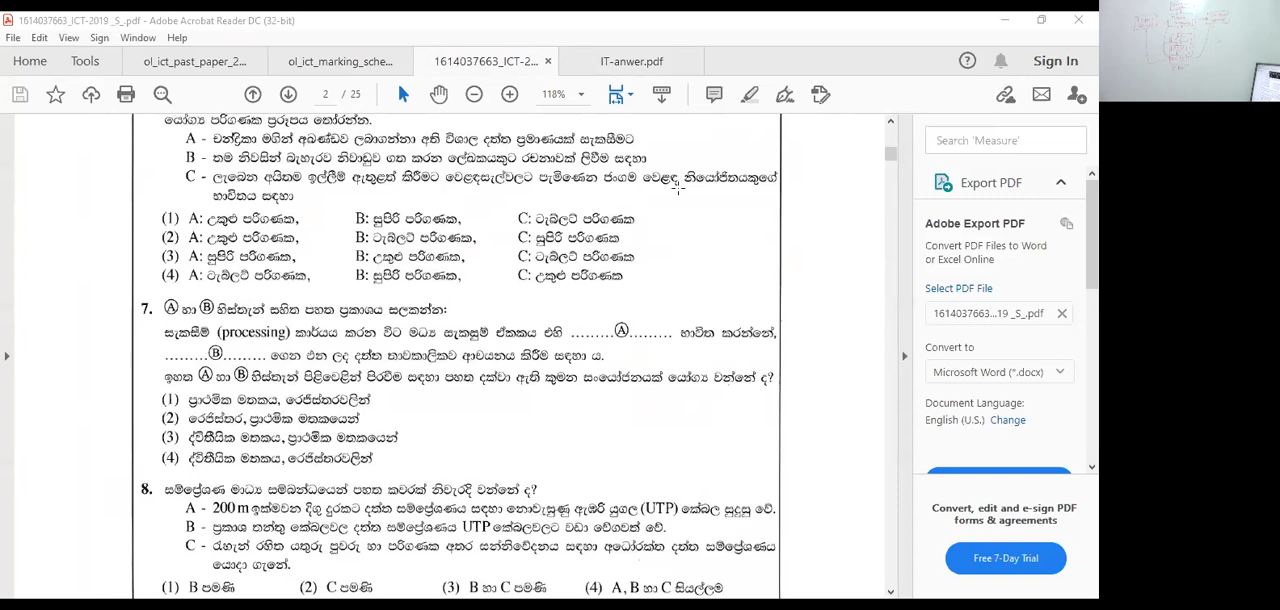 1614037663_ICT-2019 _S_.pdf - Adobe Acrobat Reader DC (32-bit)
File Edit View Sign Window Help
Home Tools ol_ict_past_paper_2... ol_ict_marking_sche... 1614037663_ICT-2... × IT-anwer.pdf Sign In
2 / 25 118%
යෝග්‍ය පරිගණක ප්‍රරූපය තෝරන්න.
A - චන්ද්‍රිකා මගින් අඛණ්ඩව ලබාගන්නා අති විශාල දත්ත ප්‍රමාණයක් සැකසීමට
B - තම නිවසින් බැහැරව නිවාඩුව ගත කරන ලේඛකයකුට රචනාවක් ලිවීම සඳහා
C - ලැබෙන අයිතම ඉල්ලීම් ඇතුළත් කිරීමට වෙළඳසැල්වලට පැමිණෙන ජංගම වෙළඳ නියෝජිතයකුගේ
භාවිතය සඳහා
(1) A: උකුළු පරිගණක, B: සුපිරි පරිගණක, C: ටැබ්ලට් පරිගණක
(2) A: උකුළු පරිගණක, B: ටැබ්ලට් පරිගණක, C: සුපිරි පරිගණක
(3) A: සුපිරි පරිගණක, B: උකුළු පරිගණක, C: ටැබ්ලට් පරිගණක
(4) A: ටැබ්ලට් පරිගණක, B: සුපිරි පරිගණක, C: උකුළු පරිගණක
7. Ⓐ හා Ⓑ හිස්තැන් සහිත පහත ප්‍රකාශය සලකන්න:
සැකසීම් (processing) කාර්යය කරන විට මධ්‍ය සැකසුම් ඒකකය එහි .........Ⓐ......... භාවිත කරන්නේ,
.........Ⓑ......... ගෙන එන ලද දත්ත තාවකාලිකව ආචයනය කිරීම සඳහා ය.
ඉහත Ⓐ හා Ⓑ හිස්තැන් පිළිවෙළින් පිරවීම සඳහා පහත දක්වා ඇති කුමන සංයෝජනයක් යෝග්‍ය වන්නේ ද?
(1) ප්‍රාථමික මතකය, රෙජිස්තරවලින්
(2) රෙජිස්තර, ප්‍රාථමික මතකයෙන්
(3) ද්විතීයික මතකය, ප්‍රාථමික මතකයෙන්
(4) ද්විතීයික මතකය, රෙජිස්තරවලින්
8. සම්ප්‍රේශණ මාධ්‍ය සම්බන්ධයෙන් පහත කවරක් නිවැරදි වන්නේ ද?
A - 200 m ඉක්මවන දිගු දුරකට දත්ත සම්ප්‍රේශණය සඳහා නොවැසුණු ඇඹරි යුගල (UTP) කේබල සුදුසු වේ.
B - ප්‍රකාශ තන්තු කේබලවල දත්ත සම්ප්‍රේශණය UTP කේබලවලට වඩා වේගවත් වේ.
C - රැහැන් රහිත යතුරු පුවරු හා පරිගණක අතර සන්නිවේදනය සඳහා අධෝරක්ත දත්ත සම්ප්‍රේශණය
යොදා ගැනේ.
(1) B පමණි (2) C පමණි (3) B හා C පමණි (4) A, B හා C සියල්ලම
Search 'Measure'
Export PDF
Adobe Export PDF
Convert PDF Files to Word
or Excel Online
Select PDF File
1614037663...19 _S_.pdf
Convert to
Microsoft Word (*.docx)
Document Language:
English (U.S.) Change
Convert, edit and e-sign PDF
forms & agreements
Free 7-Day Trial